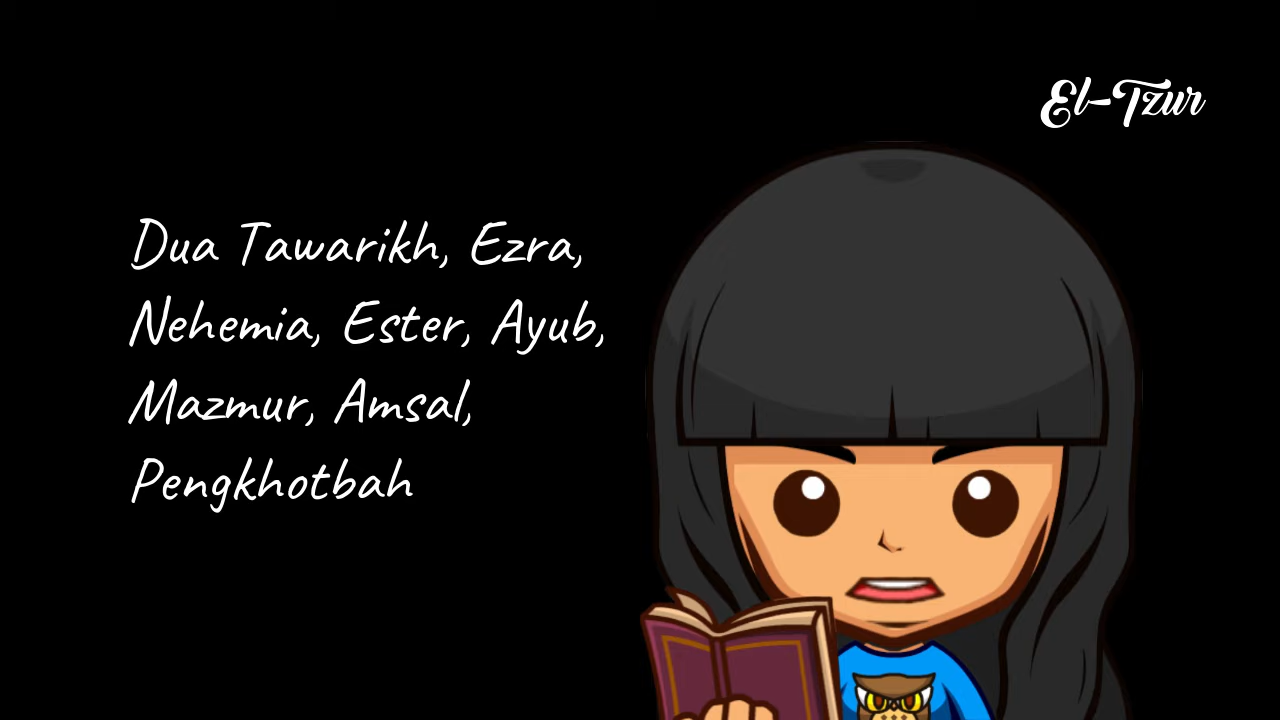 El-Tzur
Dua Tawarikh, Ezra,
Nehemia, Ester, Ayub,
Mazmur, Amsal,
Pengkhotbah